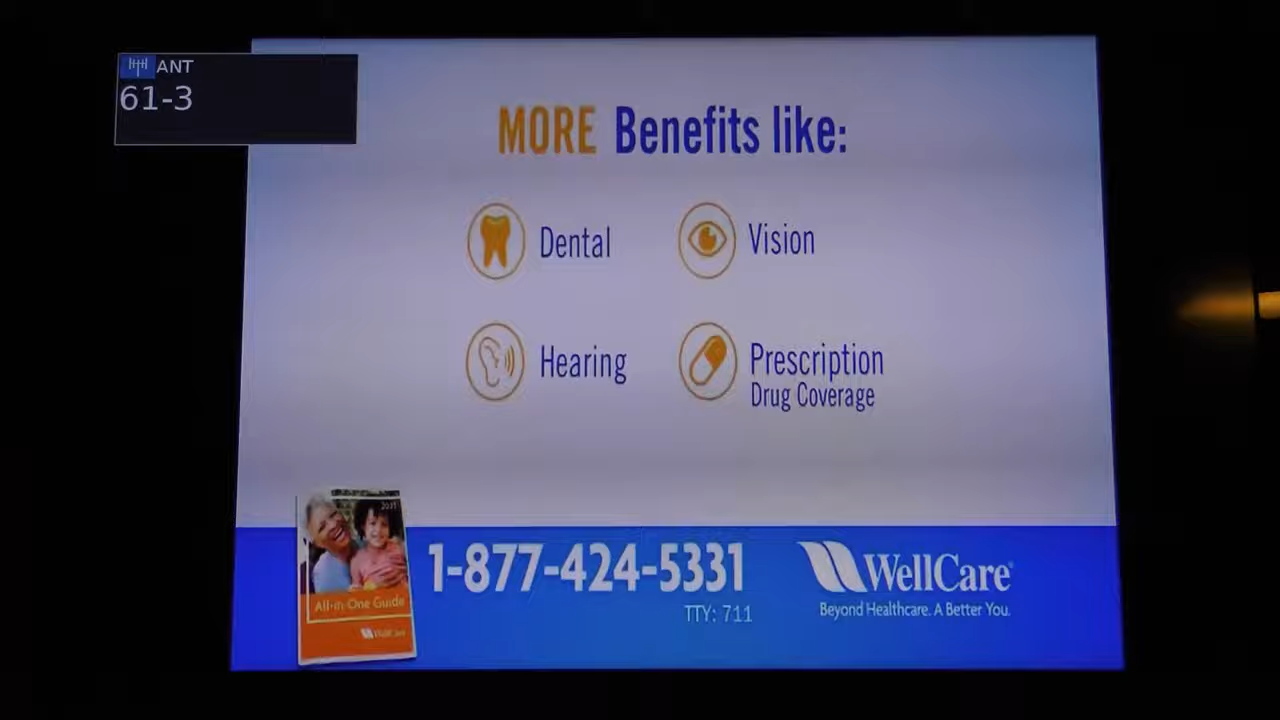 ANT
61-3
MORE Benefits like:
Dental
Vision
Hearing
Prescription
Drug Coverage
All-in-One Guide
WellCare
1-877-424-5331
TTY: 711
WellCare®
Beyond Healthcare. A Better You.